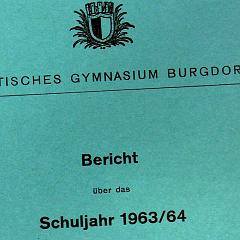 TISCHES GYMNASIUM BURGDOR
Bericht
über das
Schuljahr 1963/64